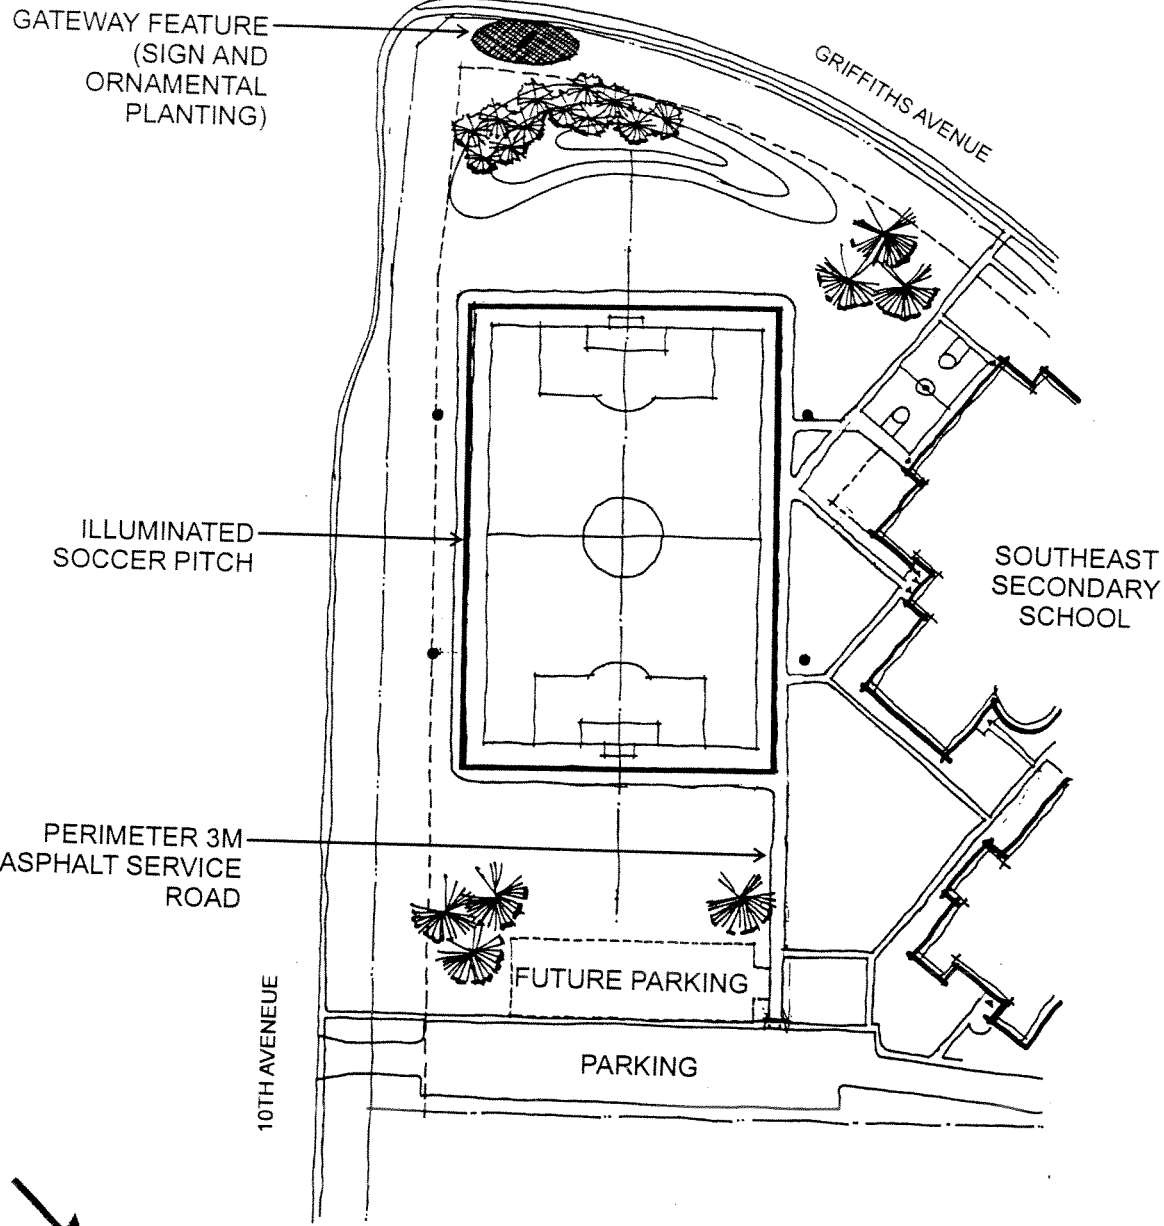 GATEWAY FEATURE
(SIGN AND
ORNAMENTAL
PLANTING)
GRIFFITHS AVENUE
ILLUMINATED
SOCCER PITCH
SOUTHEAST
SECONDARY
SCHOOL
PERIMETER 3M
ASPHALT SERVICE
ROAD
FUTURE PARKING
10TH AVENEUE
PARKING